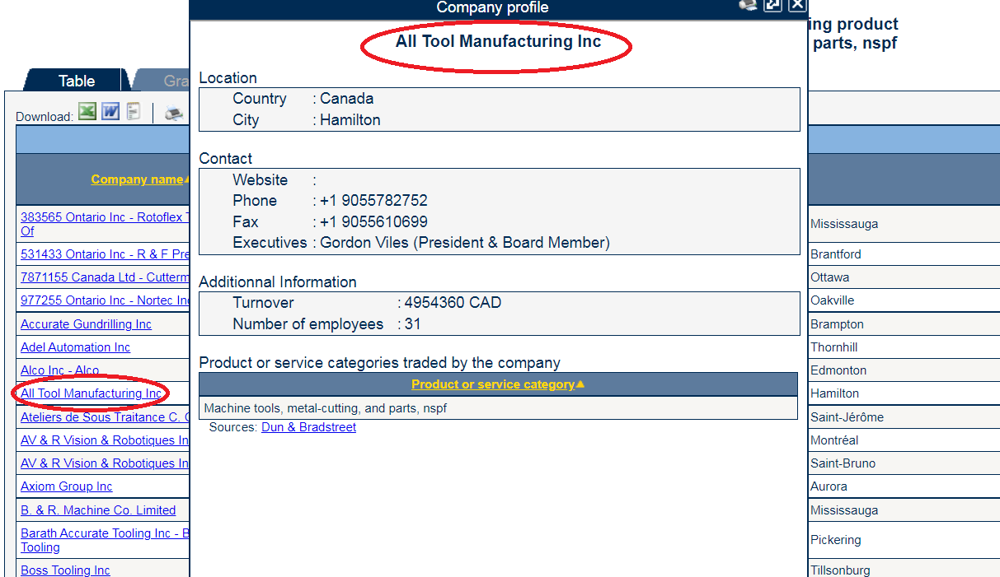 Company profile
ing product
parts, nspf
All Tool Manufacturing Inc
Table
Gra
Download:
Location
Country : Canada
City : Hamilton
Contact
Website :
Phone : +1 9055782752
Fax : +1 9055610699
Executives : Gordon Viles (President & Board Member)
Additionnal Information
Turnover : 4954360 CAD
Number of employees : 31
Product or service categories traded by the company
Product or service category
Machine tools, metal-cutting, and parts, nspf
Sources: Dun & Bradstreet
Company name
383565 Ontario Inc - Rotoflex
Of
Mississauga
531433 Ontario Inc - R & F Pre
Brantford
7871155 Canada Ltd - Cutterm
Ottawa
977255 Ontario Inc - Nortec Inc
Oakville
Accurate Gundrilling Inc
Brampton
Adel Automation Inc
Thornhill
Alco Inc - Alco
Edmonton
All Tool Manufacturing Inc
Hamilton
Ateliers de Sous Traitance C.
Saint-Jérôme
AV & R Vision & Robotiques In
Montréal
AV & R Vision & Robotiques In
Saint-Bruno
Axiom Group Inc
Aurora
B. & R. Machine Co. Limited
Mississauga
Barath Accurate Tooling Inc - B
Tooling
Pickering
Boss Tooling Inc
Tillsonburg